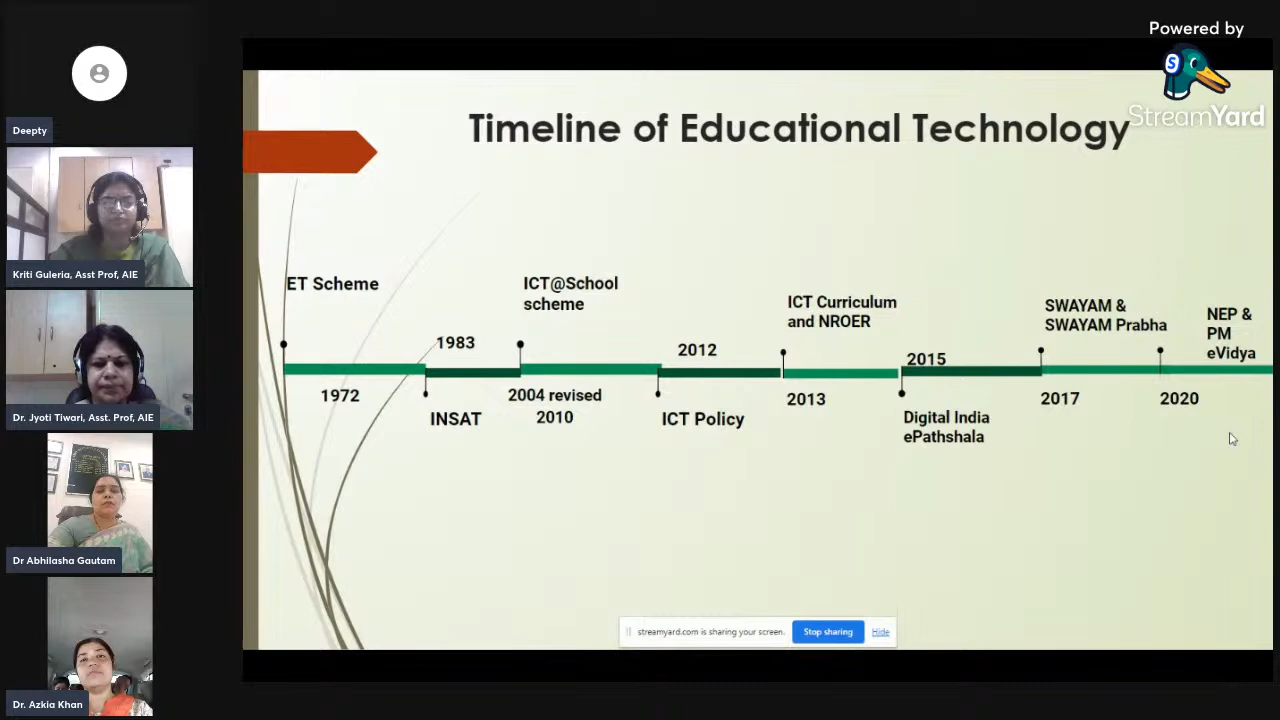 Powered by
StreamYard
Deepty
Kriti Guleria, Asst Prof, AIE
Dr. Jyoti Tiwari, Asst. Prof, AIE
Dr Abhilasha Gautam
Dr. Azkia Khan
Timeline of Educational Technology
ET Scheme
1972
1983
INSAT
ICT@School
scheme
2004 revised
2010
2012
ICT Policy
ICT Curriculum
and NROER
2013
2015
Digital India
ePathshala
SWAYAM &
SWAYAM Prabha
2017
2020
NEP &
PM
eVidya
streamyard.com is sharing your screen.
Stop sharing
Hide